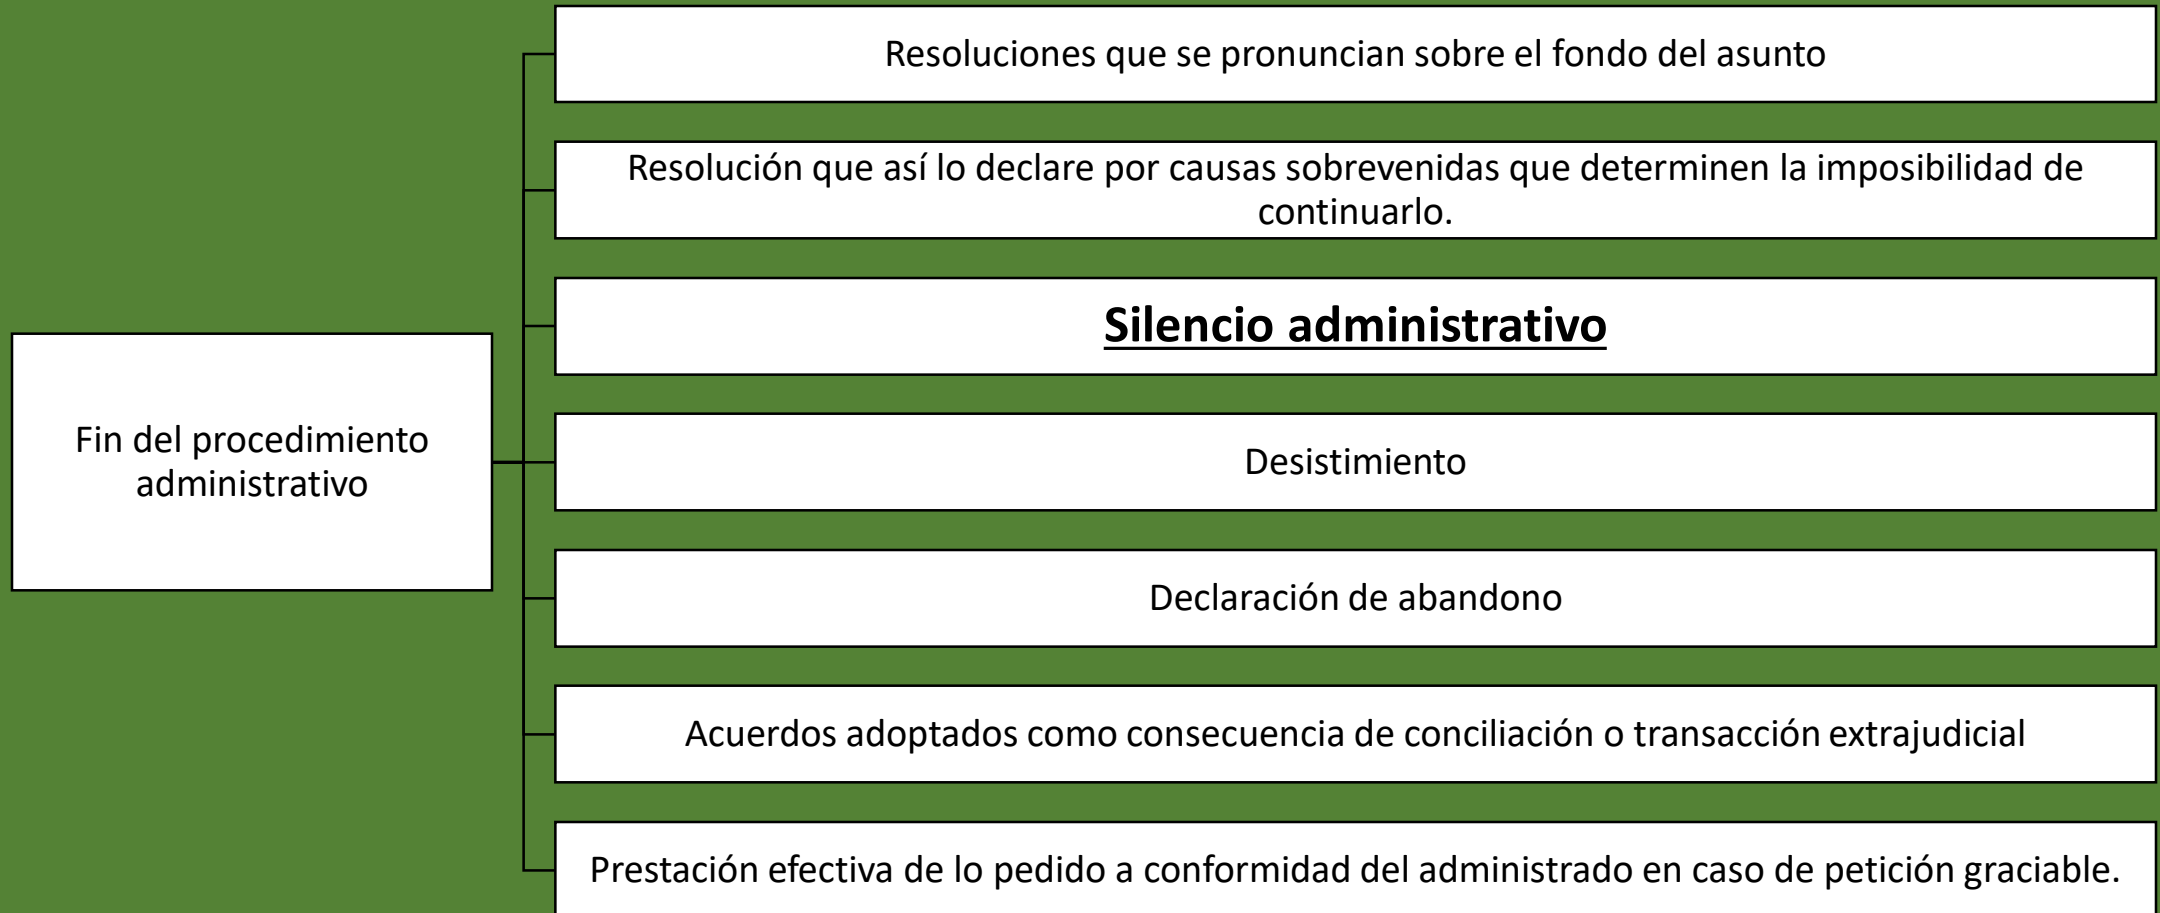 Resoluciones que se pronuncian sobre el fondo del asunto
Resolución que así lo declare por causas sobrevenidas que determinen la imposibilidad de
continuarlo.
Silencio administrativo
Fin del procedimiento
administrativo
Desistimiento
Declaración de abandono
Acuerdos adoptados como consecuencia de conciliación o transacción extrajudicial
Prestación efectiva de lo pedido a conformidad del administrado en caso de petición graciable.